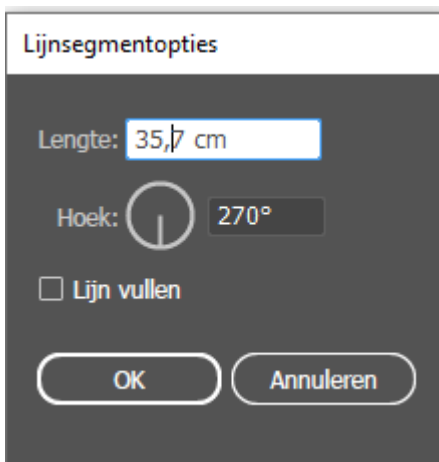 Lijnsegmentopties
Lengte: 35,7 cm
Hoek: 270°
Lijn vullen
OK Annuleren